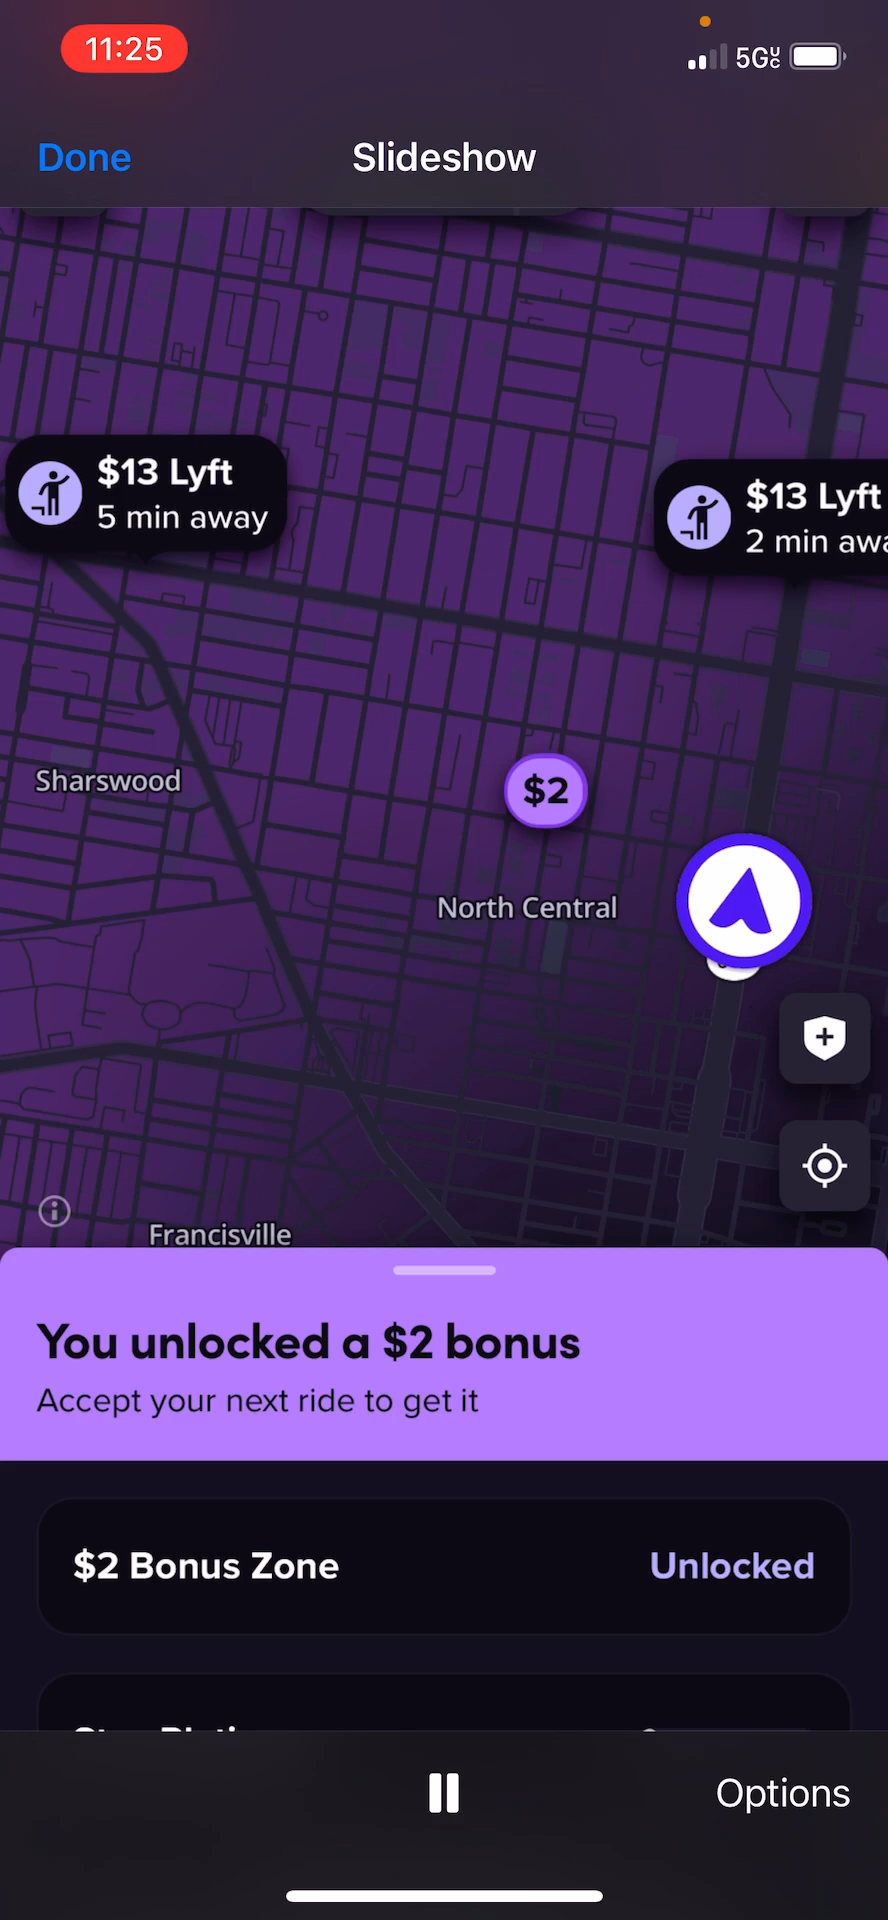 11:25
5G UC
Done
Slideshow
$13 Lyft
5 min away
$13 Lyft
2 min
$2
Sharswood
North Central
Francisville
You unlocked a $2 bonus
Accept your next ride to get it
$2 Bonus Zone
Unlocked
Options